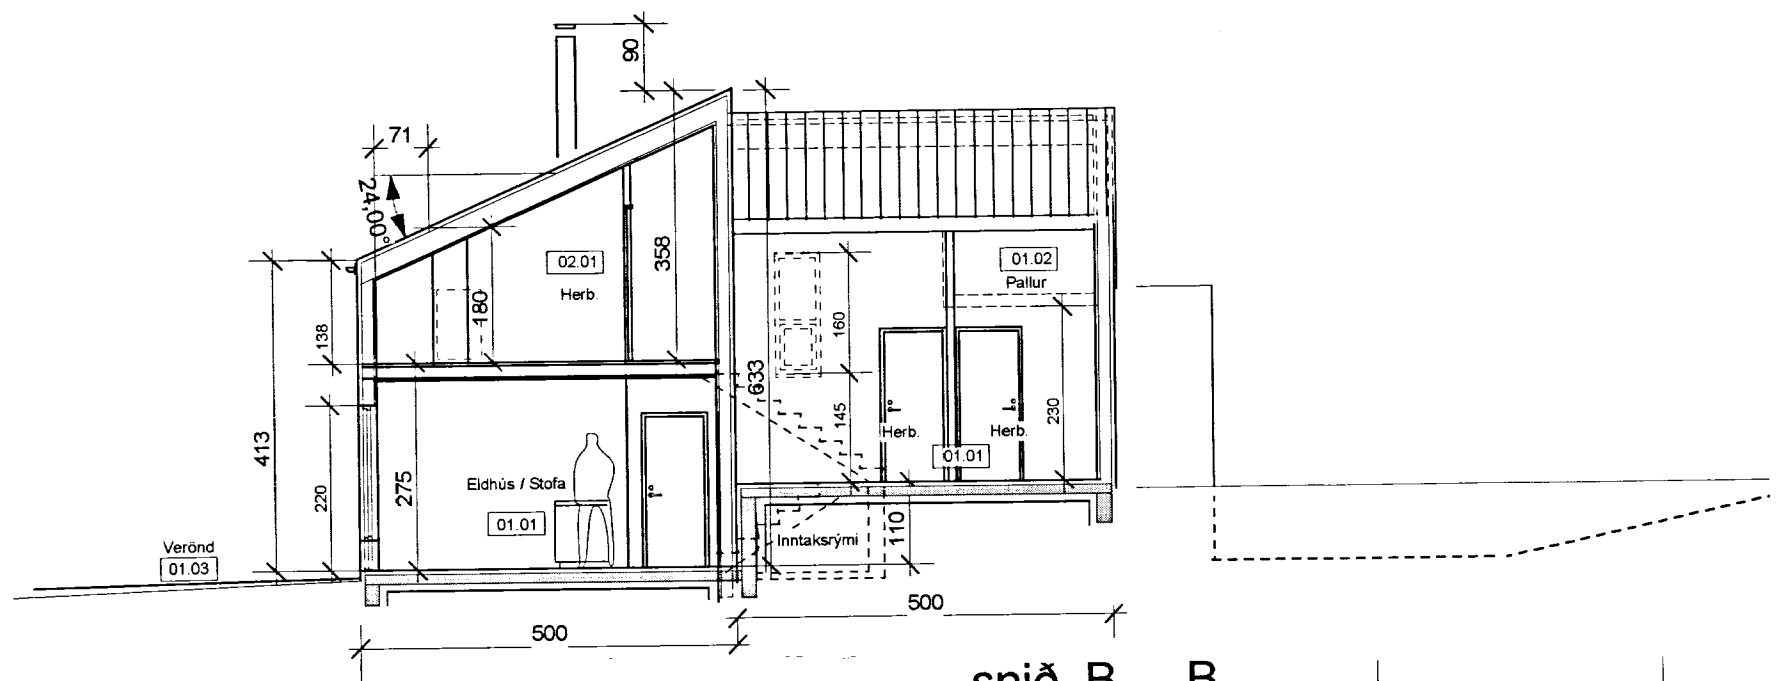 90
71
24,00°
02.01
Herb.
358
180
138
413
220
275
Eldhús / Stofa
01.01
Verönd
01.03
500
633
160
145
01.02
Pallur
230
Herb.
Herb.
01.01
Inntaksrými
110
500
snið B B